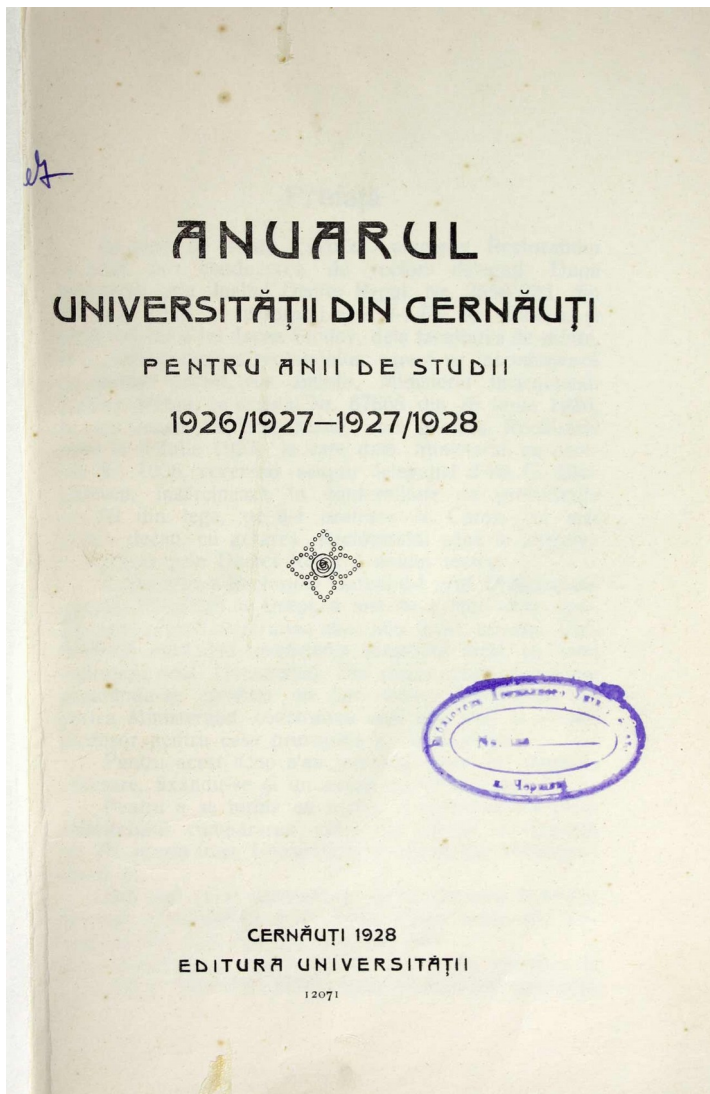 ANUARUL
UNIVERSITĂȚII DIN CERNĂUȚI
PENTRU ANII DE STUDII
1926/1927—1927/1928
CERNĂUȚI 1928
EDITURA UNIVERSITĂȚII
12071